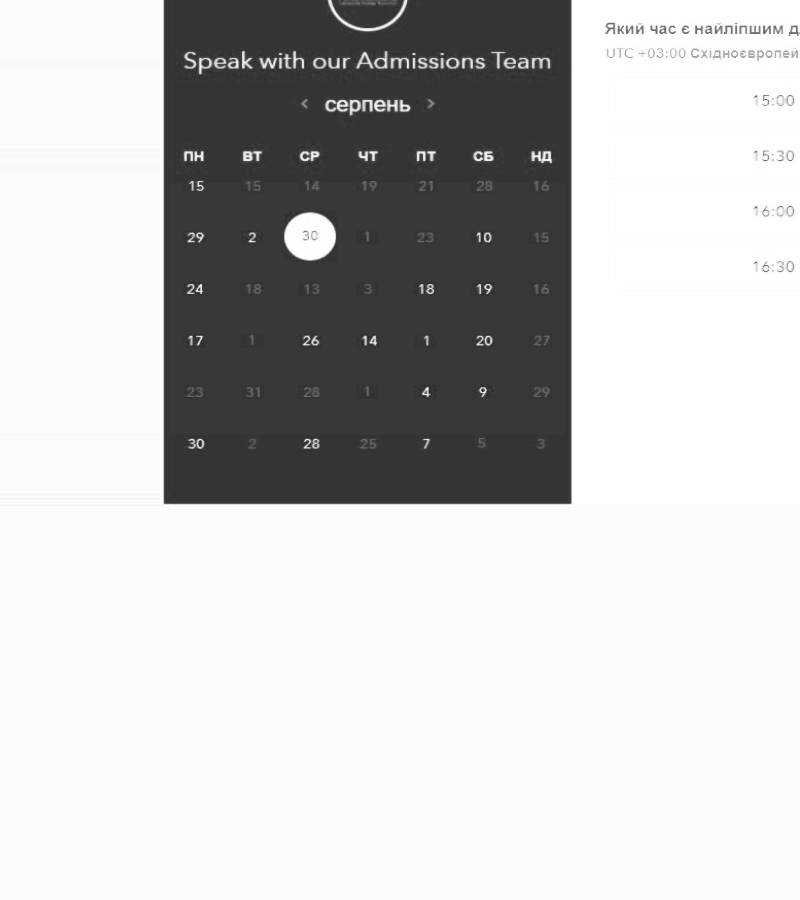 Speak with our Admissions Team
‹ серпень ›
ПН ВТ СР ЧТ ПТ СБ НД
15 15 14 19 21 28 16
29 2 30 1 23 10 15
24 18 13 3 18 19 16
17 1 26 14 1 20 27
23 31 28 1 4 9 29
30 2 28 25 7 5 3
Який час є найліпшим д
UTC +03:00 Східноєвропей
15:00
15:30
16:00
16:30